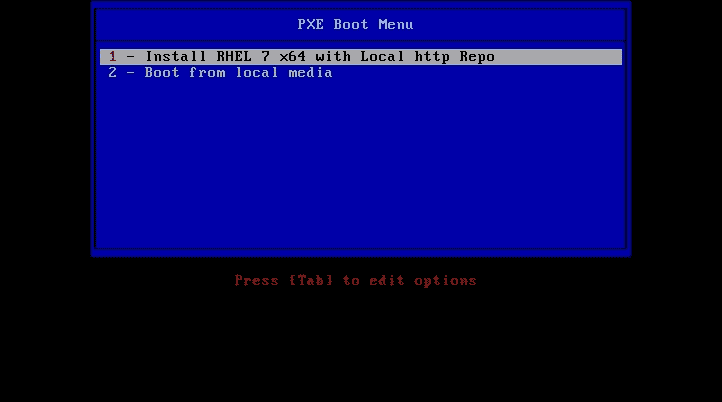 PXE Boot Menu
1 - Install RHEL 7 x64 with Local http Repo
2 - Boot from local media
Press [Tab] to edit options